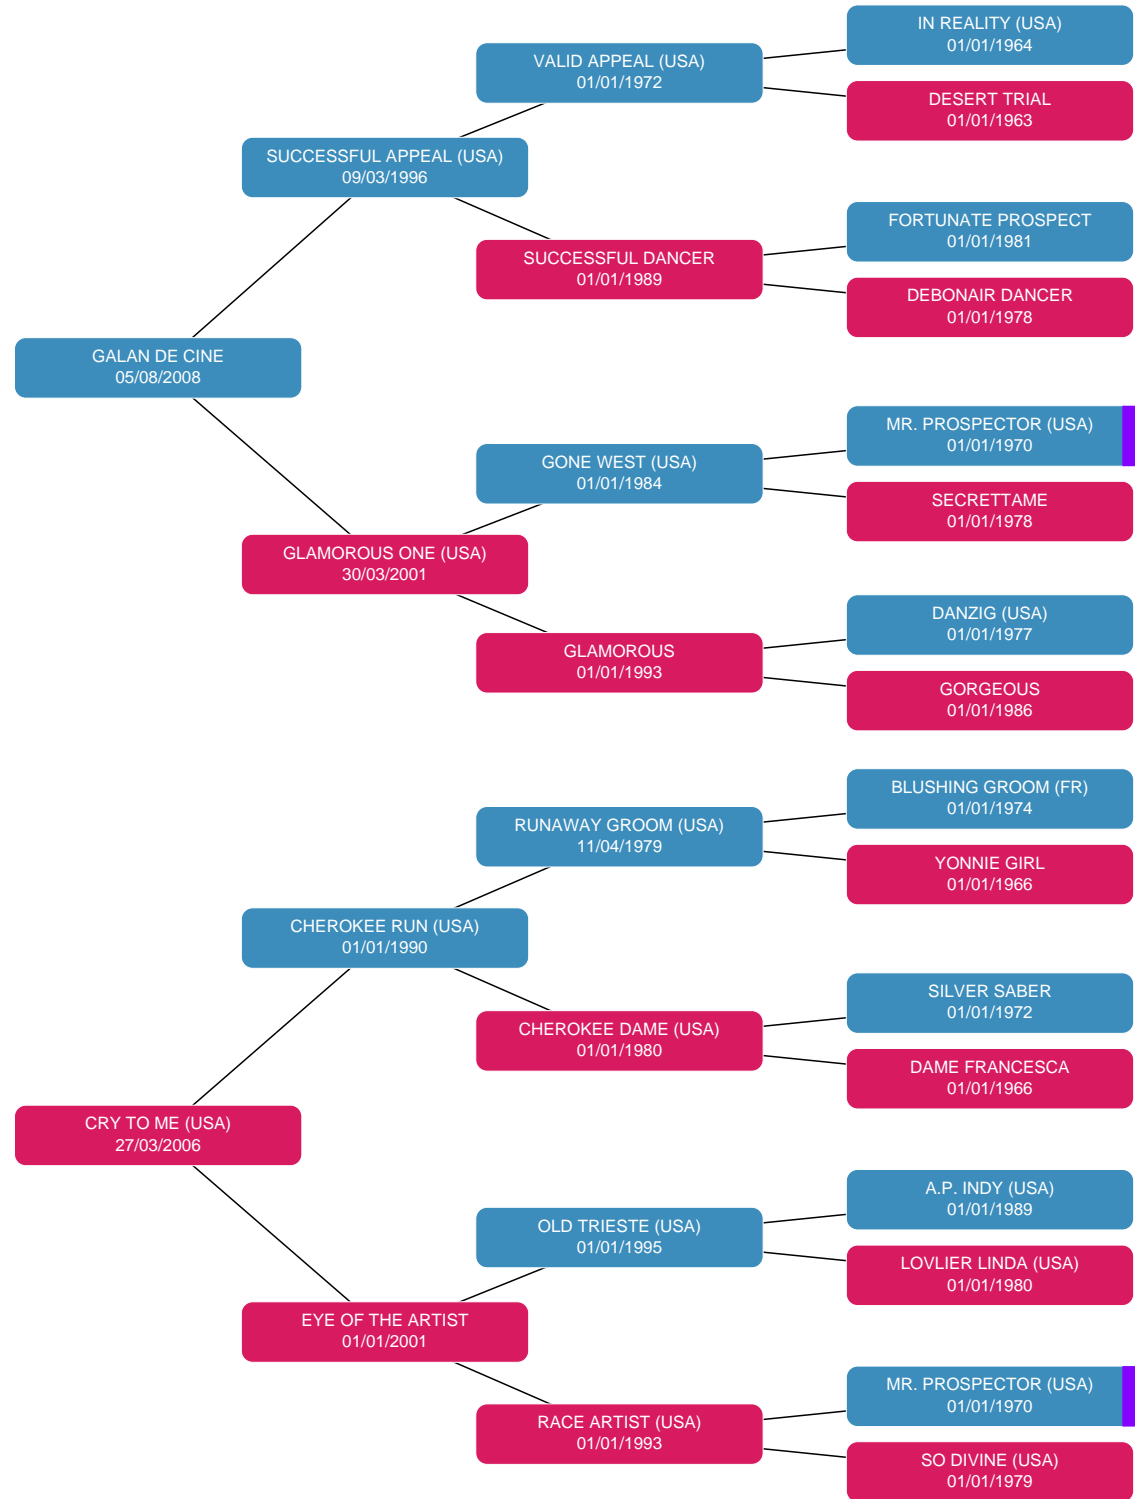 IN REALITY (USA)
01/01/1964
VALID APPEAL (USA)
01/01/1972
DESERT TRIAL
01/01/1963
SUCCESSFUL APPEAL (USA)
09/03/1996
FORTUNATE PROSPECT
01/01/1981
SUCCESSFUL DANCER
01/01/1989
DEBONAIR DANCER
01/01/1978
GALAN DE CINE
05/08/2008
MR. PROSPECTOR (USA)
01/01/1970
GONE WEST (USA)
01/01/1984
SECRETTAME
01/01/1978
GLAMOROUS ONE (USA)
30/03/2001
DANZIG (USA)
01/01/1977
GLAMOROUS
01/01/1993
GORGEOUS
01/01/1986
BLUSHING GROOM (FR)
01/01/1974
RUNAWAY GROOM (USA)
11/04/1979
YONNIE GIRL
01/01/1966
CHEROKEE RUN (USA)
01/01/1990
SILVER SABER
01/01/1972
CHEROKEE DAME (USA)
01/01/1980
DAME FRANCESCA
01/01/1966
CRY TO ME (USA)
27/03/2006
A.P. INDY (USA)
01/01/1989
OLD TRIESTE (USA)
01/01/1995
LOVLIER LINDA (USA)
01/01/1980
EYE OF THE ARTIST
01/01/2001
MR. PROSPECTOR (USA)
01/01/1970
RACE ARTIST (USA)
01/01/1993
SO DIVINE (USA)
01/01/1979